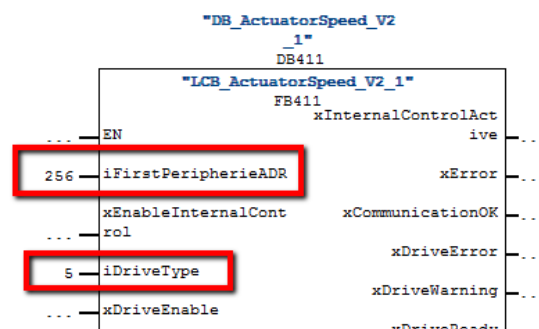 "DB_ActuatorSpeed_V2
_1"
DB411
"LCB_ActuatorSpeed_V2_1"
FB411
xInternalControlAct
... EN ive ..
256 iFirstPeripherieADR xError ..
xEnableInternalCont xCommunicationOK ..
... rol
xDriveError ..
5 iDriveType
xDriveWarning ..
... xDriveEnable
xDriveReady